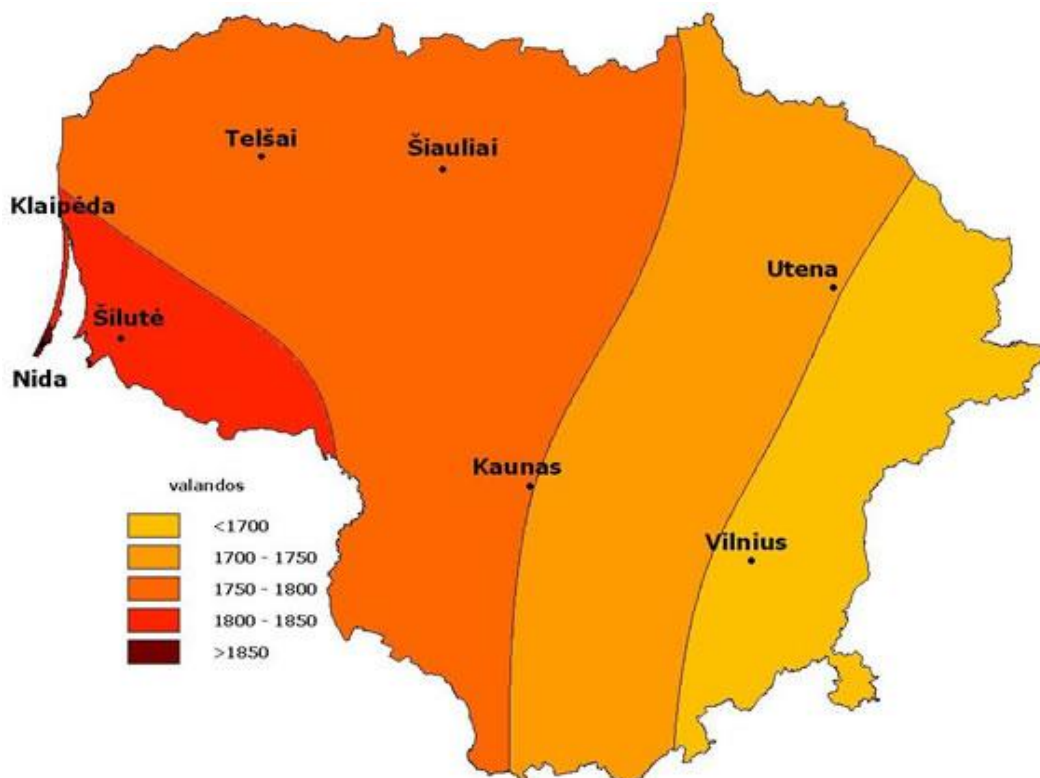 Telšai
Šiauliai
Klaipėda
Utena
Šilutė
Nida
Kaunas
valandos
<1700
1700 - 1750
Vilnius
1750 - 1800
1800 - 1850
>1850